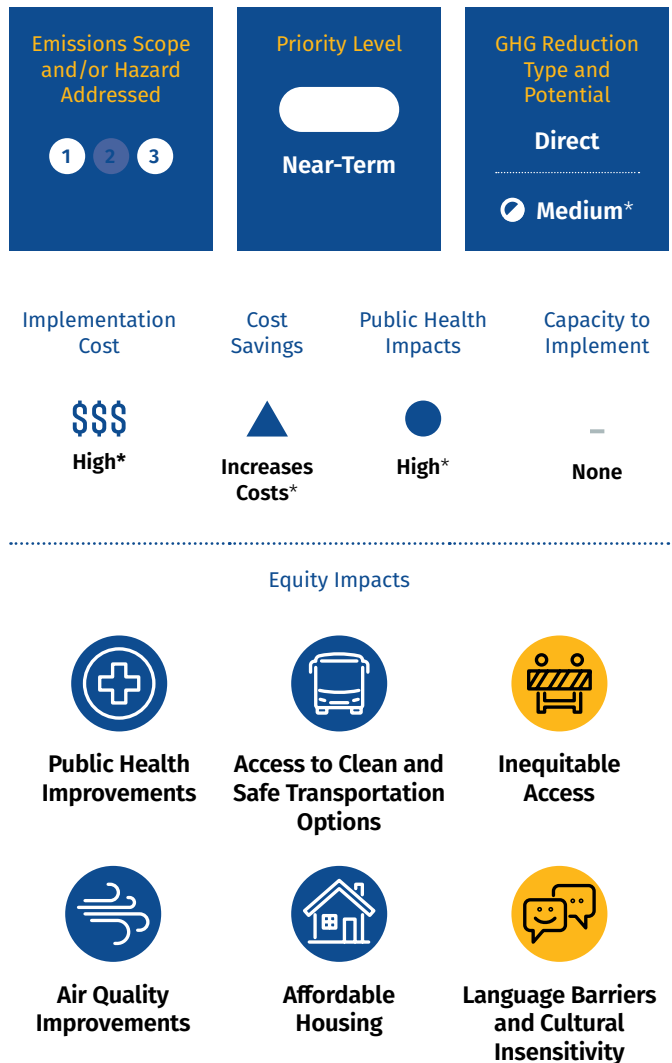 Emissions Scope
and/or Hazard
Addressed
1 2 3
Priority Level
Near-Term
GHG Reduction
Type and
Potential
Direct
Medium*
Implementation
Cost
$$$
High*
Cost
Savings
Increases
Costs*
Public Health
Impacts
High*
Capacity to
Implement
-
None
Equity Impacts
Public Health
Improvements
Access to Clean and
Safe Transportation
Options
Inequitable
Access
Air Quality
Improvements
Affordable
Housing
Language Barriers
and Cultural
Insensitivity